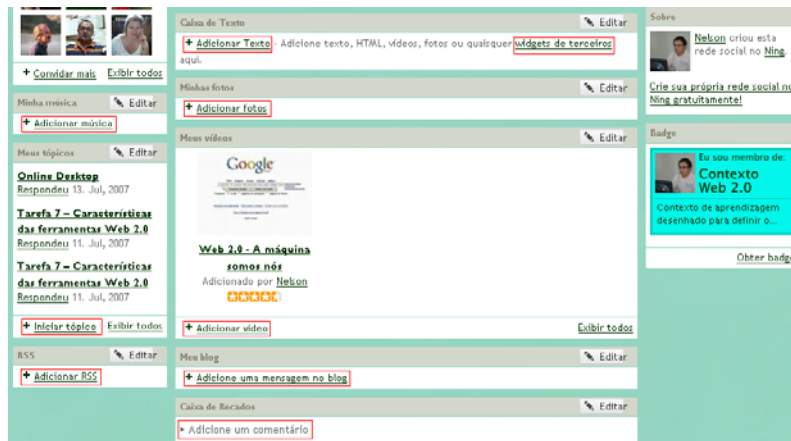 + Convidar mais Exibir todos
Minha música Editar
+ Adicionar música
Meus tópicos Editar
Online Desktop
Respondeu 13. Jul, 2007
Tarefa 7 – Características
das ferramentas Web 2.0
Respondeu 11. Jul, 2007
Tarefa 7 – Características
das ferramentas Web 2.0
Respondeu 11. Jul, 2007
+ Iniciar tópico Exibir todos
RSS Editar
+ Adicionar RSS
Caixa de Texto Editar
+ Adicionar Texto - Adicione texto, HTML, vídeos, fotos ou quaisquer widgets de terceiros
aqui.
Minhas fotos Editar
+ Adicionar fotos
Meus vídeos Editar
Google
Web 2.0 - A máquina
somos nós
Adicionado por Nelson
+ Adicionar vídeo Exibir todos
Meu blog Editar
+ Adicione uma mensagem no blog
Caixa de Recados Editar
Adicione um comentário
Sobre
Nelson criou esta
rede social no Ning.
Crie sua própria rede social no
Ning gratuitamente!
Badge
Eu sou membro de:
Contexto
Web 2.0
Contexto de aprendizagem
desenhado para definir o...
Obter badge